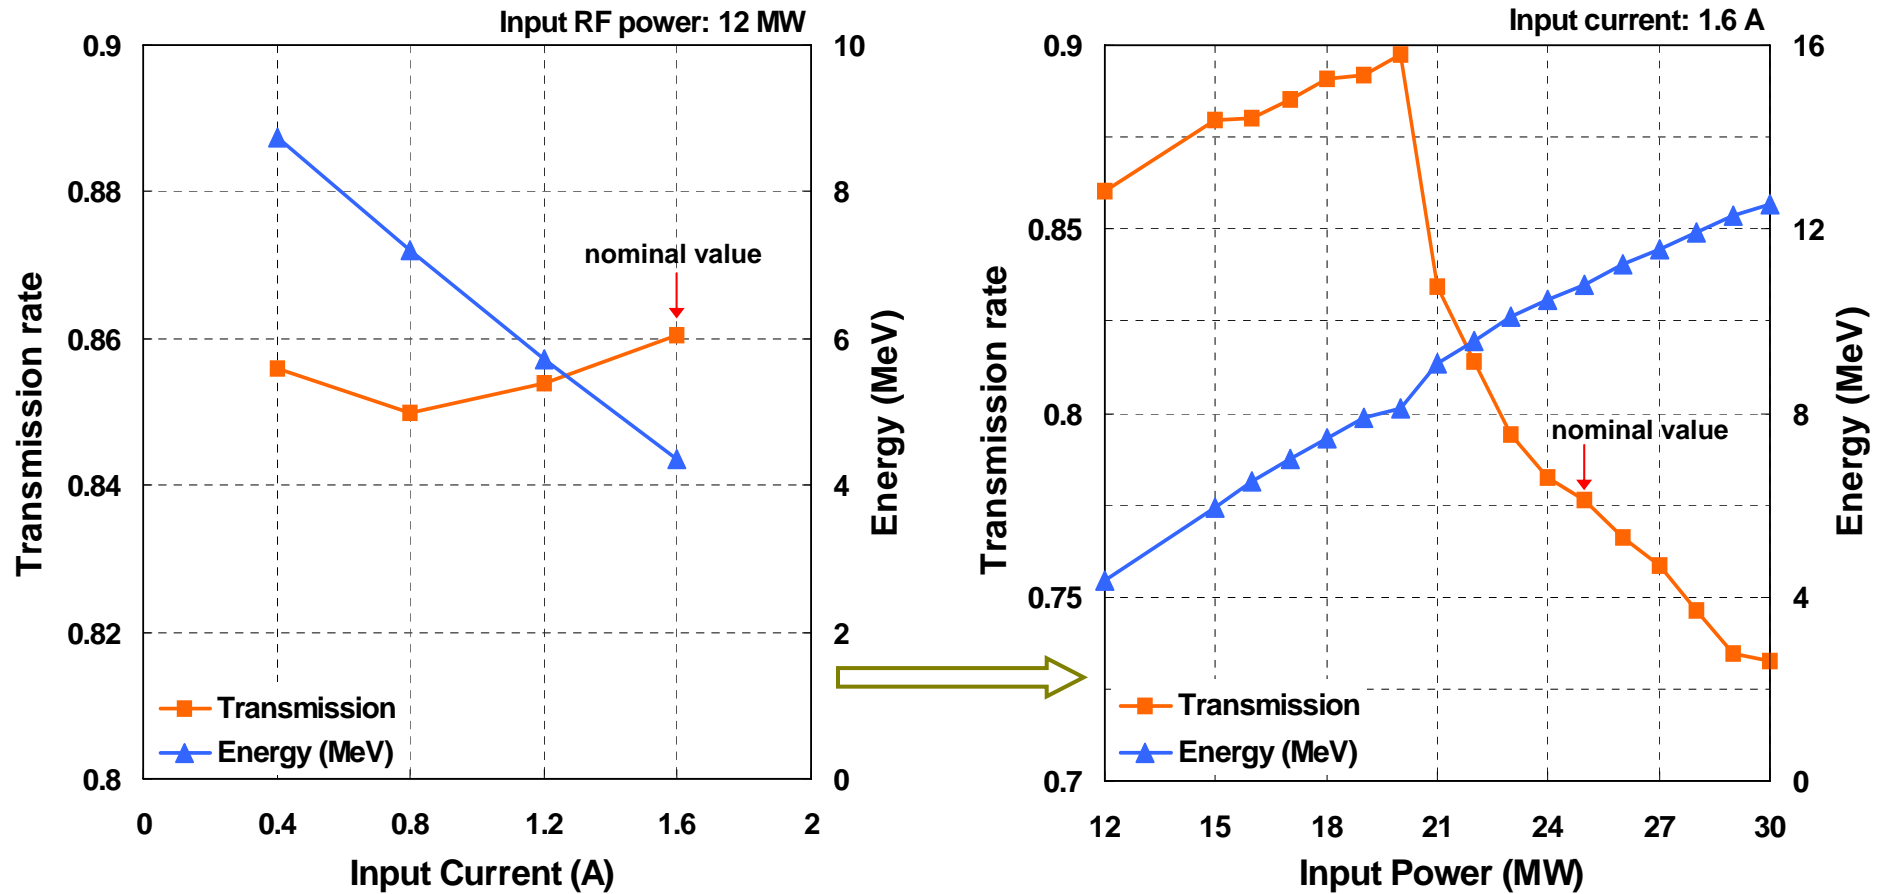 Input RF power: 12 MW
0.9
0.88
0.86
0.84
0.82
0.8
Transmission rate
10
8
6
4
2
0
Energy (MeV)
nominal value
Transmission
Energy (MeV)
0 0.4 0.8 1.2 1.6 2
Input Current (A)
Input current: 1.6 A
0.9
0.85
0.8
0.75
0.7
Transmission rate
16
12
8
4
0
Energy (MeV)
nominal value
Transmission
Energy (MeV)
12 15 18 21 24 27 30
Input Power (MW)